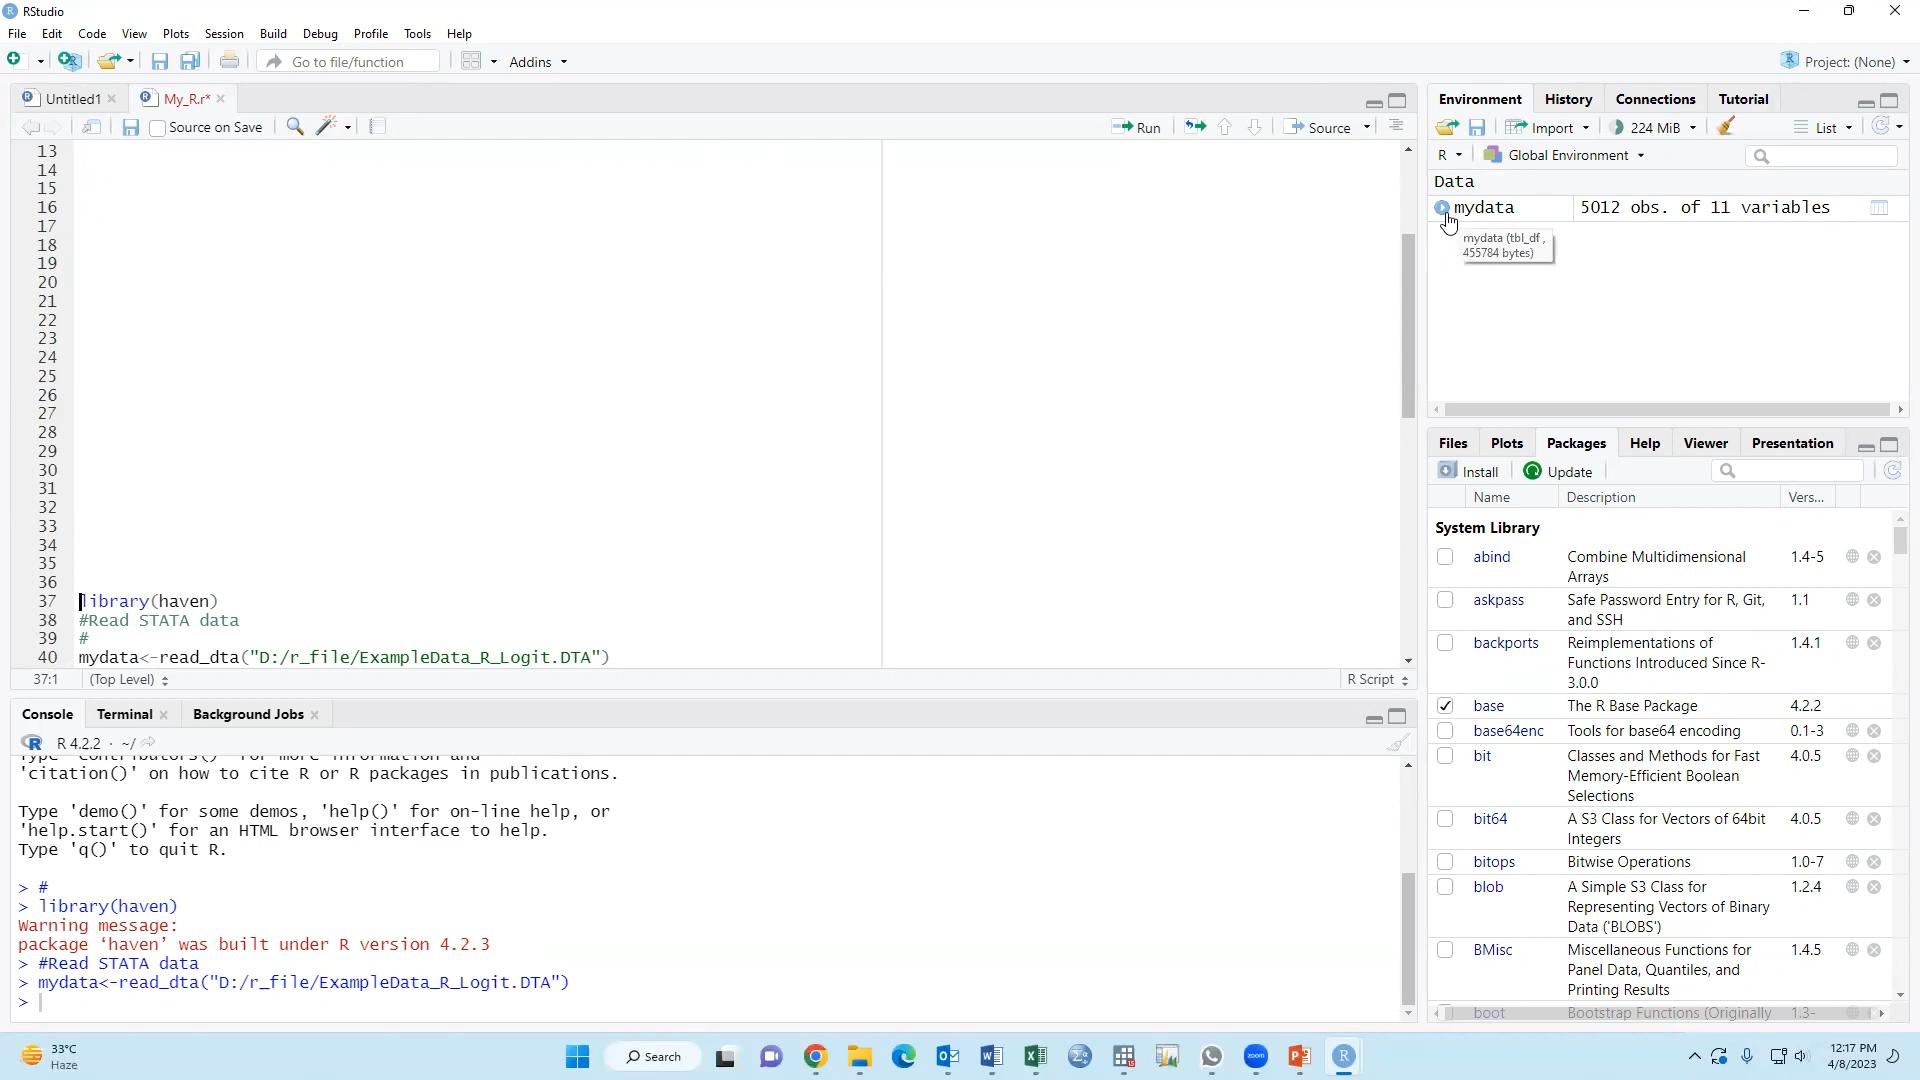 RStudio
File Edit Code View Plots Session Build Debug Profile Tools Help
Go to file/function Addins Project: (None)
Untitled1 My_R.r*
Source on Save Run Source
13
14
15
16
17
18
19
20
21
22
23
24
25
26
27
28
29
30
31
32
33
34
35
36
37 library(haven)
38 #Read STATA data
39 #
40 mydata<-read_dta("D:/r_file/ExampleData_R_Logit.DTA")
37:1 (Top Level) R Script
Console Terminal Background Jobs
R 4.2.2 · ~/
'citation()' on how to cite R or R packages in publications.
Type 'demo()' for some demos, 'help()' for on-line help, or
'help.start()' for an HTML browser interface to help.
Type 'q()' to quit R.
> #
> library(haven)
Warning message:
package ‘haven’ was built under R version 4.2.3
> #Read STATA data
> mydata<-read_dta("D:/r_file/ExampleData_R_Logit.DTA")
>
Environment History Connections Tutorial
Import 224 MiB List
R Global Environment
Data
mydata 5012 obs. of 11 variables
mydata (tbl_df ,
455784 bytes)
Files Plots Packages Help Viewer Presentation
Install Update
Name Description Vers...
System Library
abind Combine Multidimensional 1.4-5
Arrays
askpass Safe Password Entry for R, Git, 1.1
and SSH
backports Reimplementations of 1.4.1
Functions Introduced Since R-
3.0.0
base The R Base Package 4.2.2
base64enc Tools for base64 encoding 0.1-3
bit Classes and Methods for Fast 4.0.5
Memory-Efficient Boolean
Selections
bit64 A S3 Class for Vectors of 64bit 4.0.5
Integers
bitops Bitwise Operations 1.0-7
blob A Simple S3 Class for 1.2.4
Representing Vectors of Binary
Data ('BLOBS')
BMisc Miscellaneous Functions for 1.4.5
Panel Data, Quantiles, and
Printing Results
boot Bootstrap Functions (Originally 1.3-
33°C
Haze
Search
zoom
12:17 PM
4/8/2023